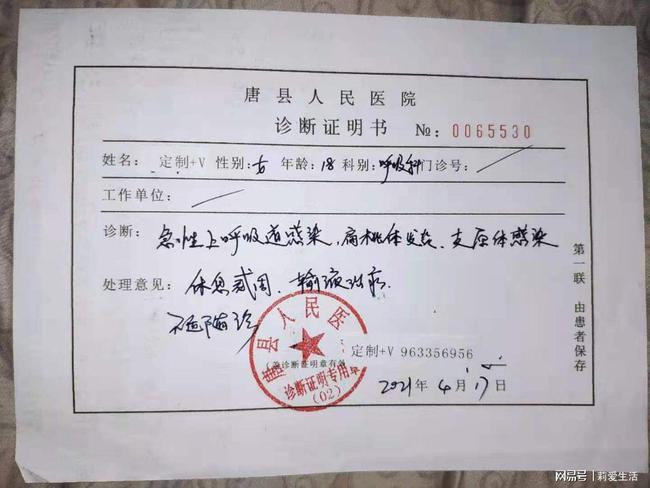 唐县人民医院
诊断证明书 №: 0065530
姓名: 定制+V 性别: 女 年龄: 18 科别: 呼吸科 门诊号:
工作单位:
诊断: 急性上呼吸道感染,扁桃体发炎、支原体感染
处理意见: 休息贰周、输液治疗.
不适随诊
唐县人民医
诊断证明专用章
(02)
(盖诊断证明章有效
定制+V 963356956
2021年4月17日
第一联 由患者保存
网易号 | 莉爱生活